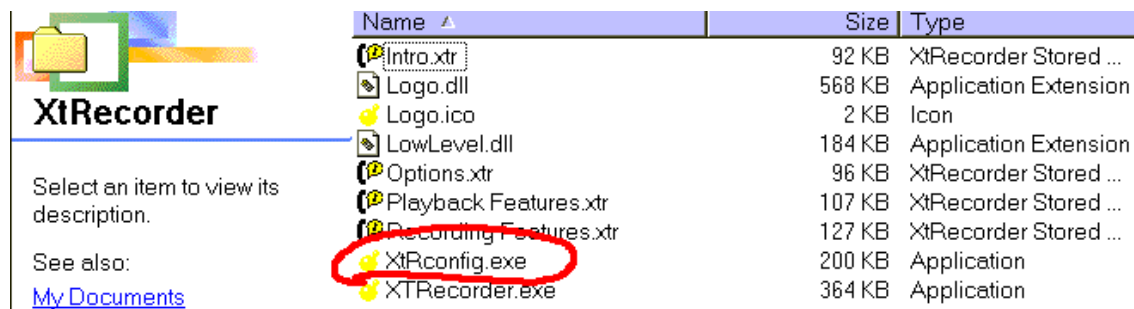 Name Size Type
Intro.xtr 92 KB XtRecorder Stored ...
Logo.dll 568 KB Application Extension
XtRecorder
Logo.ico 2 KB Icon
LowLevel.dll 184 KB Application Extension
Options.xtr 96 KB XtRecorder Stored ...
Select an item to view its
description.
Playback Features.xtr 107 KB XtRecorder Stored ...
Recording Features.xtr 127 KB XtRecorder Stored ...
See also:
XtRconfig.exe 200 KB Application
My Documents
XTRecorder.exe 364 KB Application